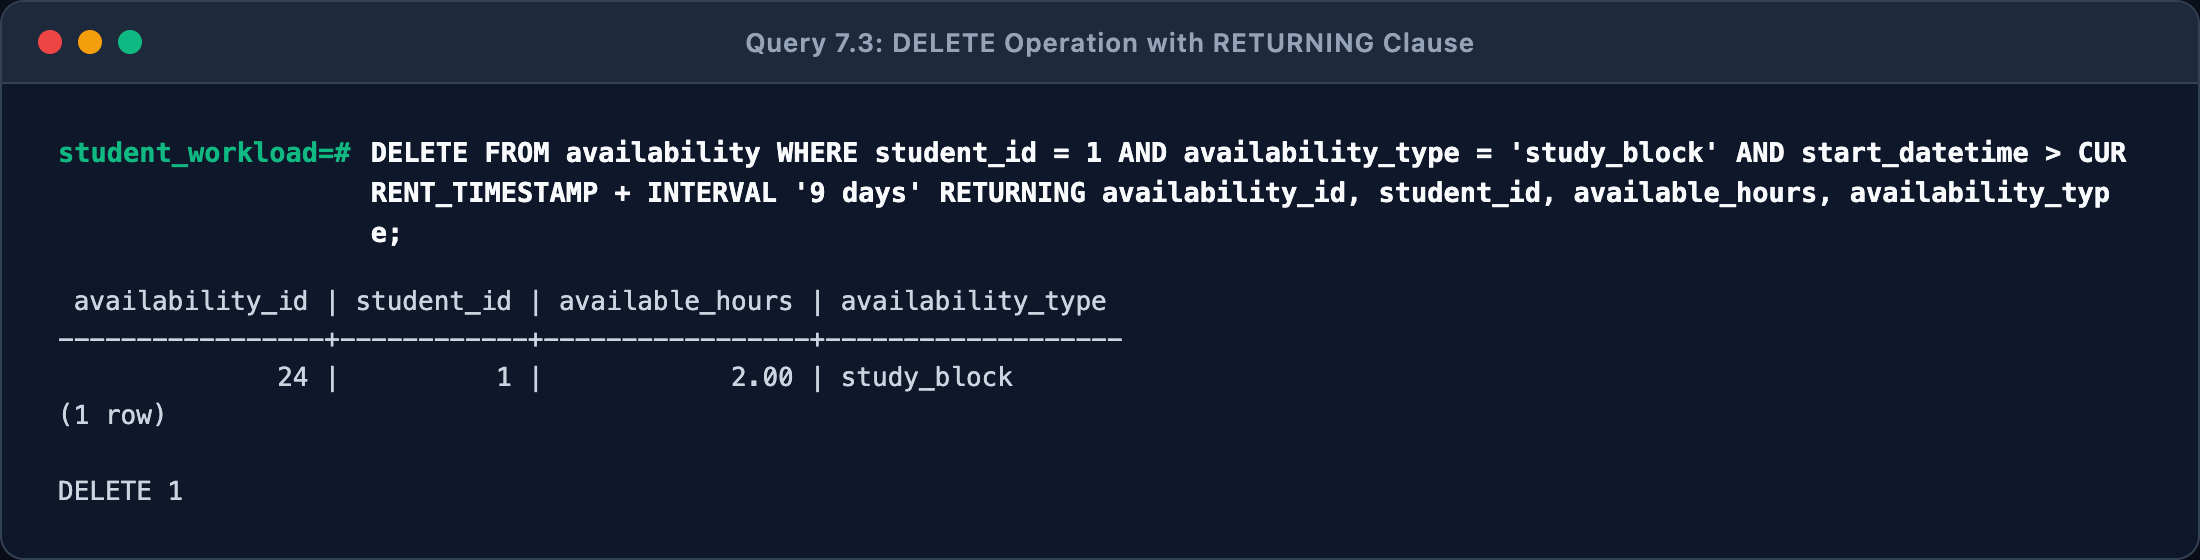 Query 7.3: DELETE Operation with RETURNING Clause
student_workload=# DELETE FROM availability WHERE student_id = 1 AND availability_type = 'study_block' AND start_datetime > CUR
RENT_TIMESTAMP + INTERVAL '9 days' RETURNING availability_id, student_id, available_hours, availability_typ
e;
availability_id | student_id | available_hours | availability_type
-----------------+------------+-----------------+-------------------
24 | 1 | 2.00 | study_block
(1 row)
DELETE 1